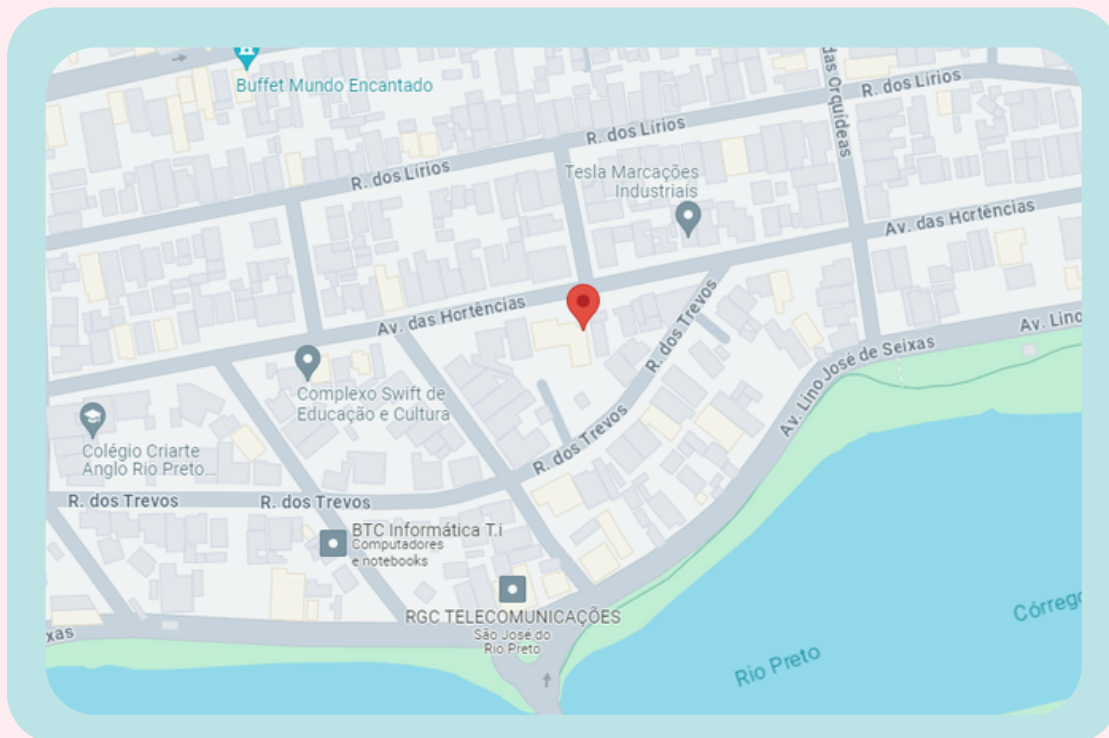 Buffet Mundo Encantado
R. dos Lírios
R. dos Lírios
R. dos Lírios
das Orquídeas
Tesla Marcações
Industriais
Av. das Hortências
Av. das Hortências
R. dos Trevos
Complexo Swift de
Educação e Cultura
Av. Lino José de Seixas
Av. Lino
Colégio Criarte
Anglo Rio Preto...
R. dos Trevos
R. dos Trevos
R. dos Trevos
BTC Informática T.i
Computadores
e notebooks
RGC TELECOMUNICAÇÕES
São José do
Rio Preto
xas
Rio Preto
Córrego